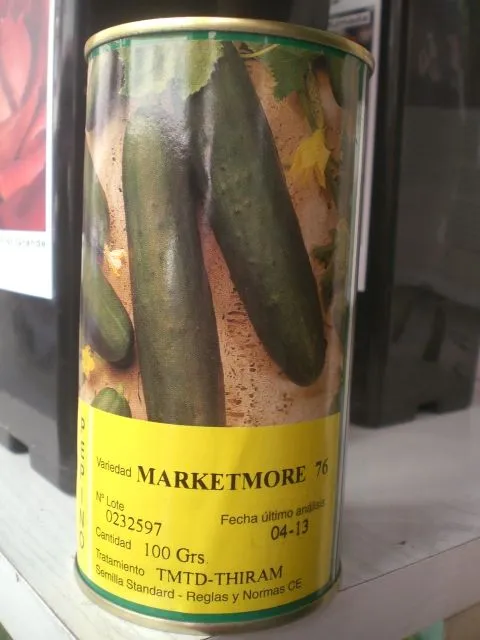 Variedad MARKETMORE 76
Nº Lote
0232597
Fecha último análisis
04-13
Cantidad 100 Grs.
Tratamiento TMTD-THIRAM
Semilla Standard - Reglas y Normas CE